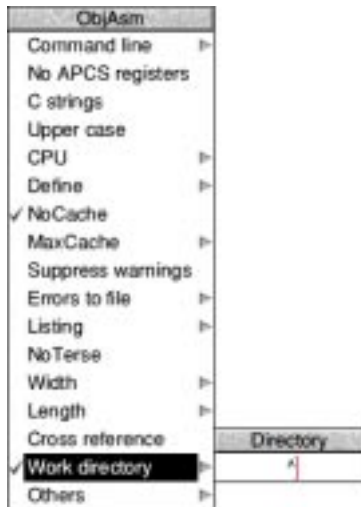 ObjAsm
Command line
No APCS registers
C strings
Upper case
CPU
Define
NoCache
MaxCache
Suppress warnings
Errors to file
Listing
NoTerse
Width
Length
Cross reference
Work directory
Others
Directory
^